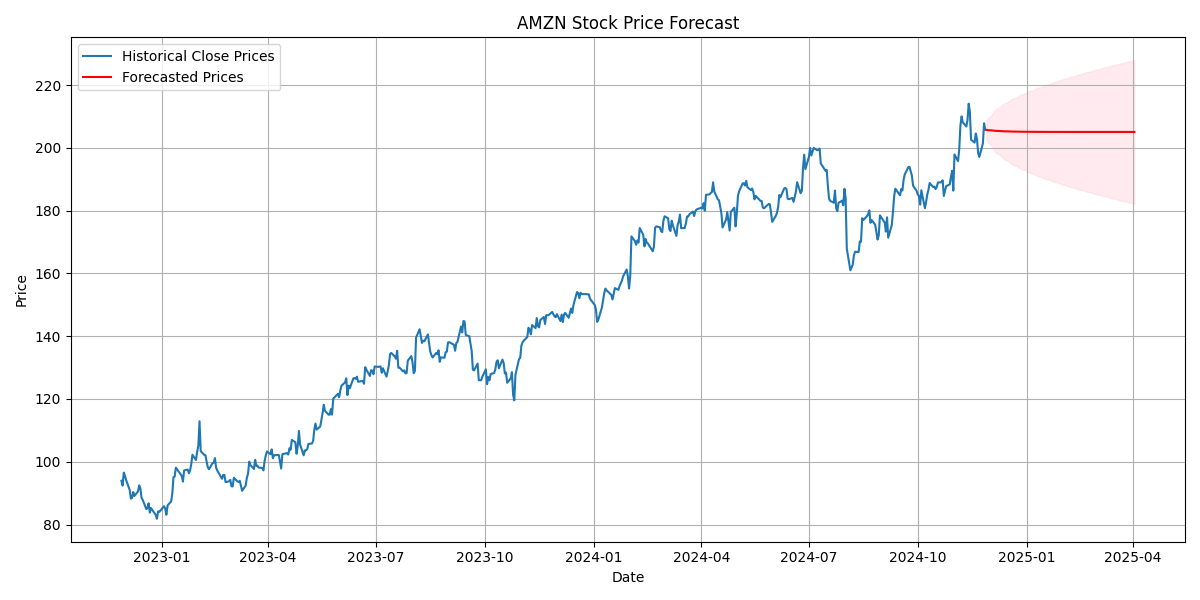 AMZN Stock Price Forecast
Historical Close Prices
Forecasted Prices
Price
220
200
180
160
140
120
100
80
2023-01 2023-04 2023-07 2023-10 2024-01 2024-04 2024-07 2024-10 2025-01 2025-04
Date